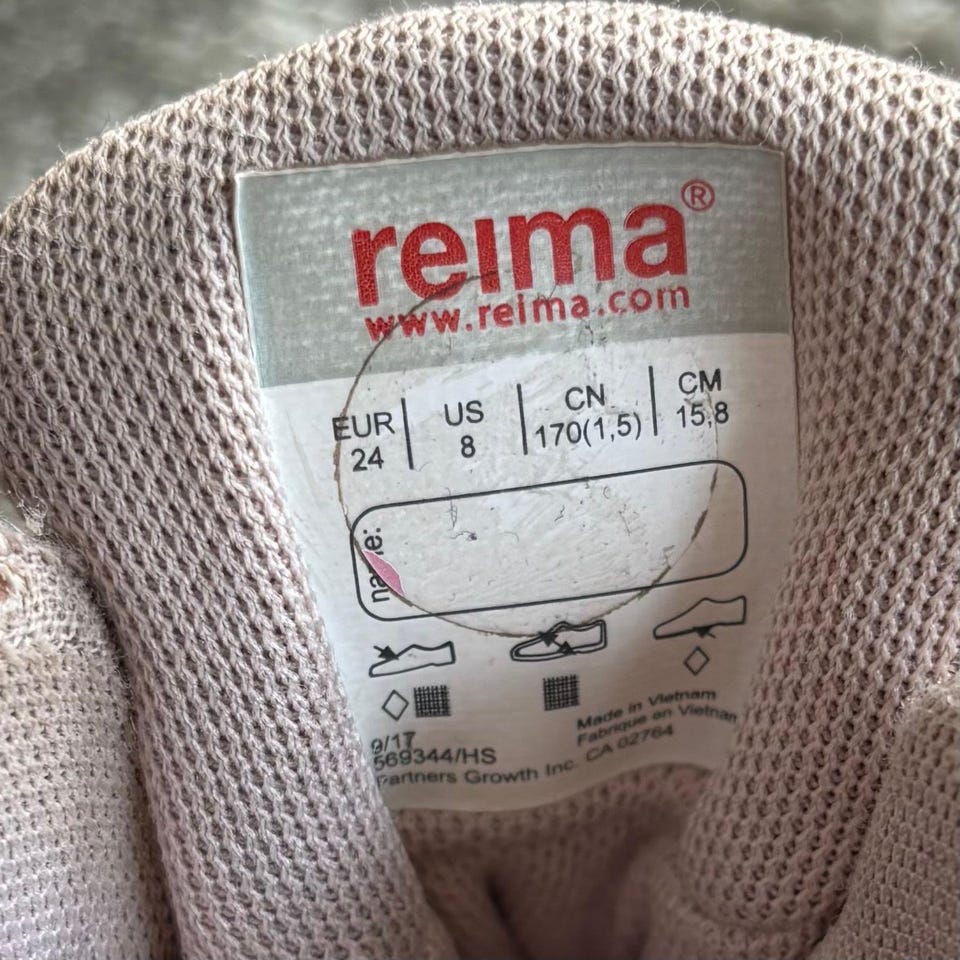 reima®
www.reima.com
EUR | US | CN | CM
24 | 8 | 170(1,5) | 15,8
name:
9/17
569344/HS
Partners Growth Inc. CA 02764
Made in Vietnam
Fabrique en Vietnam